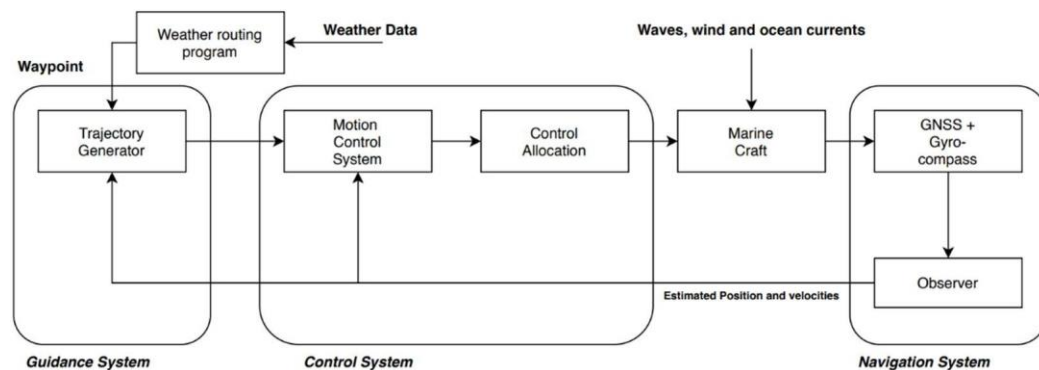 Weather routing
program
Weather Data
Waves, wind and ocean currents
Waypoint
Trajectory
Generator
Motion
Control
System
Control
Allocation
Marine
Craft
GNSS +
Gyro-
compass
Observer
Estimated Position and velocities
Guidance System
Control System
Navigation System